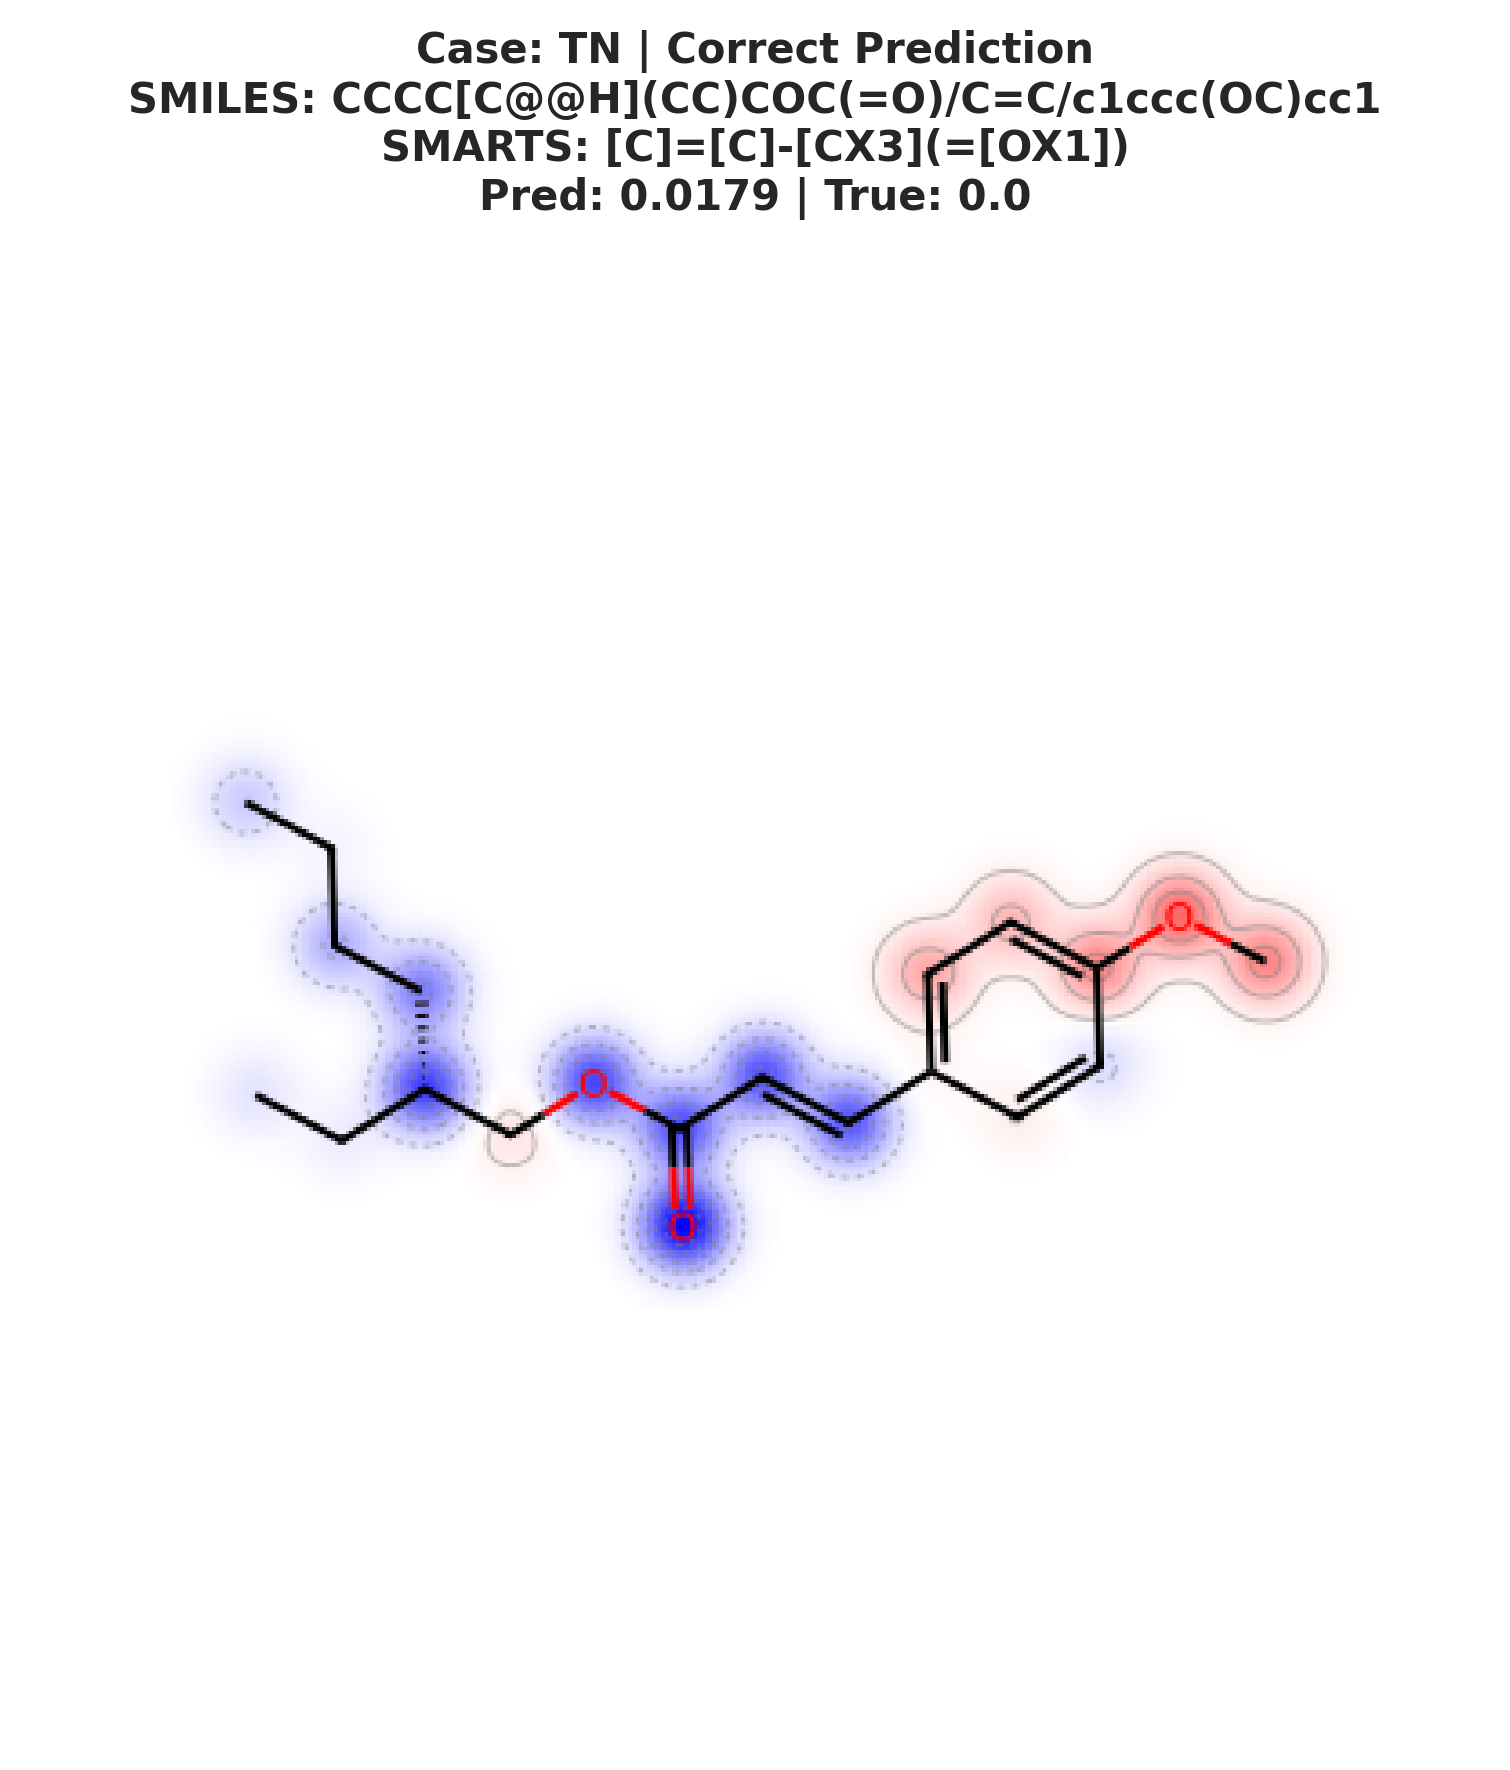 Case: TN | Correct Prediction
SMILES: CCCC[C@@H](CC)COC(=O)/C=C/c1ccc(OC)cc1
SMARTS: [C]=[C]-[CX3](=[OX1])
Pred: 0.0179 | True: 0.0
O
O
O